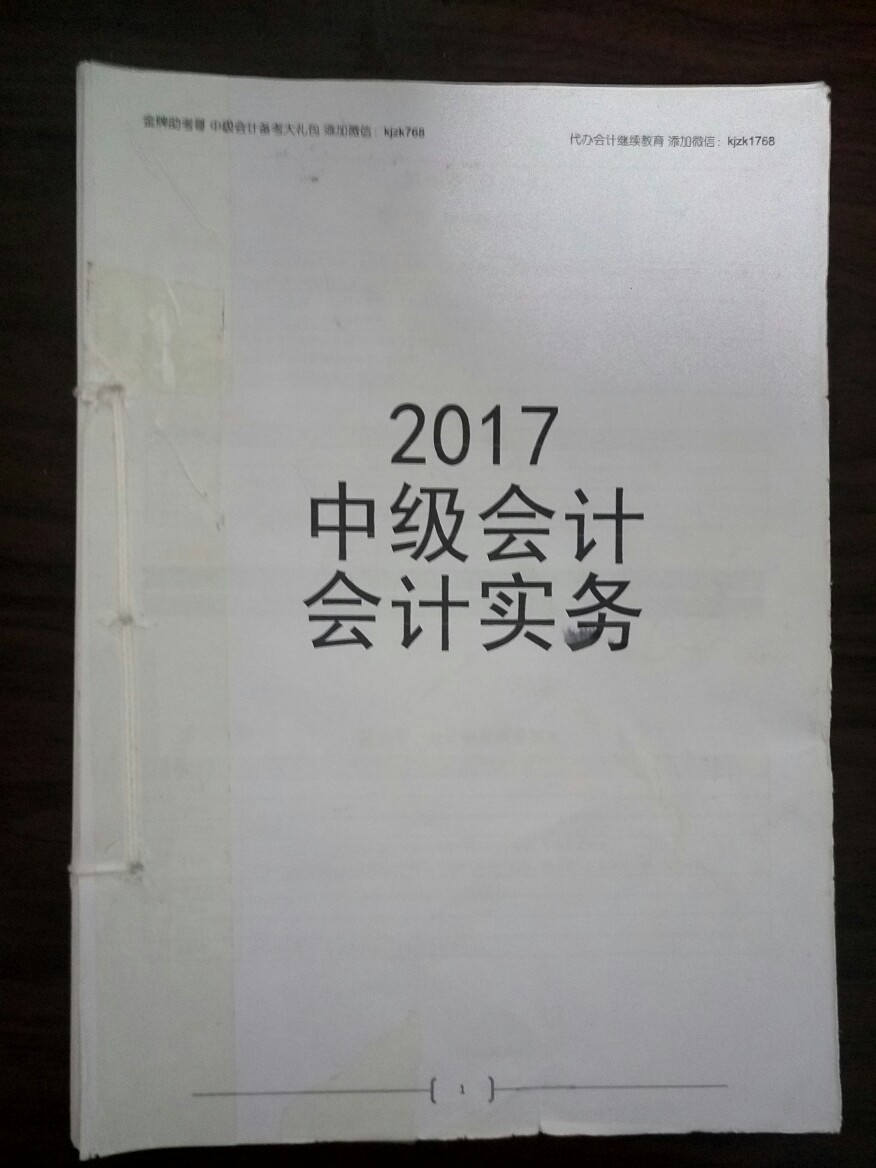 金牌助考哥 中级会计备考大礼包 添加微信：kjzk768
代办会计继续教育 添加微信：kjzk1768
2017
中级会计
会计实务
1